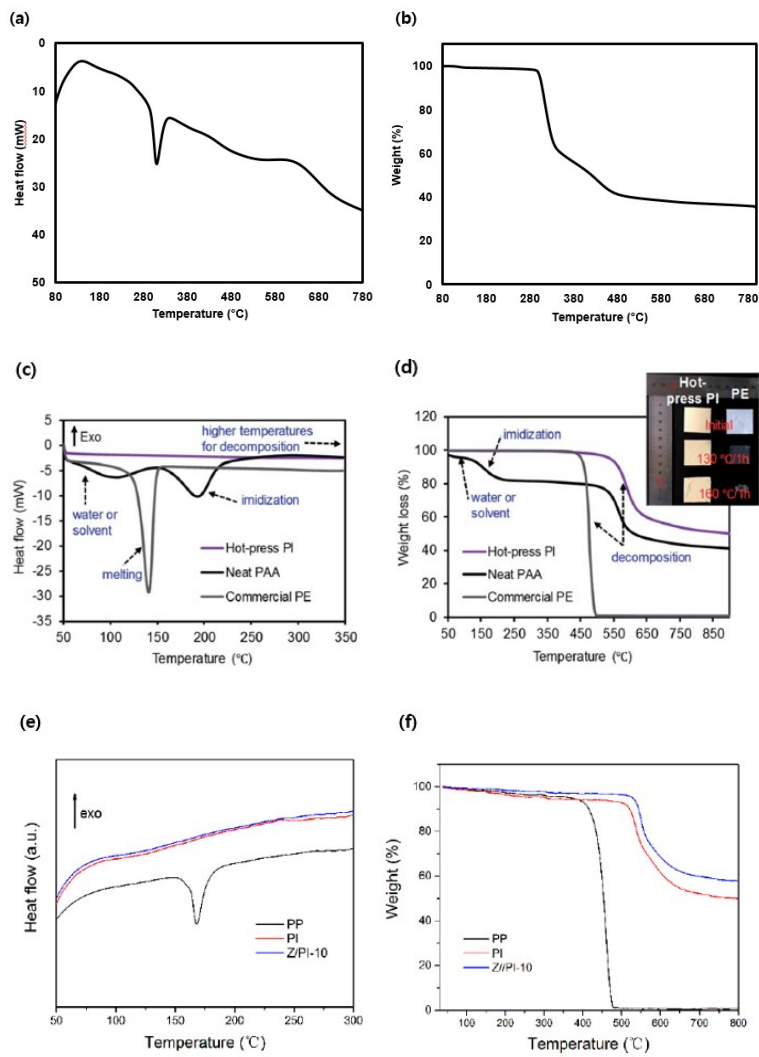 (a)
0
10
20
30
40
50
Heat flow (mW)
80 180 280 380 480 580 680 780
Temperature (°C)
(b)
100
80
60
40
20
0
Weight (%)
80 180 280 380 480 580 680 780
Temperature (°C)
(c)
5
0
-5
-10
-15
-20
-25
-30
-35
Heat flow (mW)
Exo
higher temperatures
for decomposition
water or
solvent
imidization
melting
Hot-press PI
Neat PAA
Commercial PE
50 100 150 200 250 300 350
Temperature (℃)
(d)
120
100
80
60
40
20
0
Weight loss (%)
imidization
water or
solvent
decomposition
Hot-press PI
Neat PAA
Commercial PE
50 150 250 350 450 550 650 750 850
Temperature (℃)
Hot-
press PI
PE
Initial
130 ℃/1h
160 ℃/1h
(e)
Heat flow (a.u.)
exo
PP
PI
Z/PI-10
50 100 150 200 250 300
Temperature (℃)
(f)
100
80
60
40
20
0
Weight (%)
PP
PI
Z//PI-10
100 200 300 400 500 600 700 800
Temperature (℃)